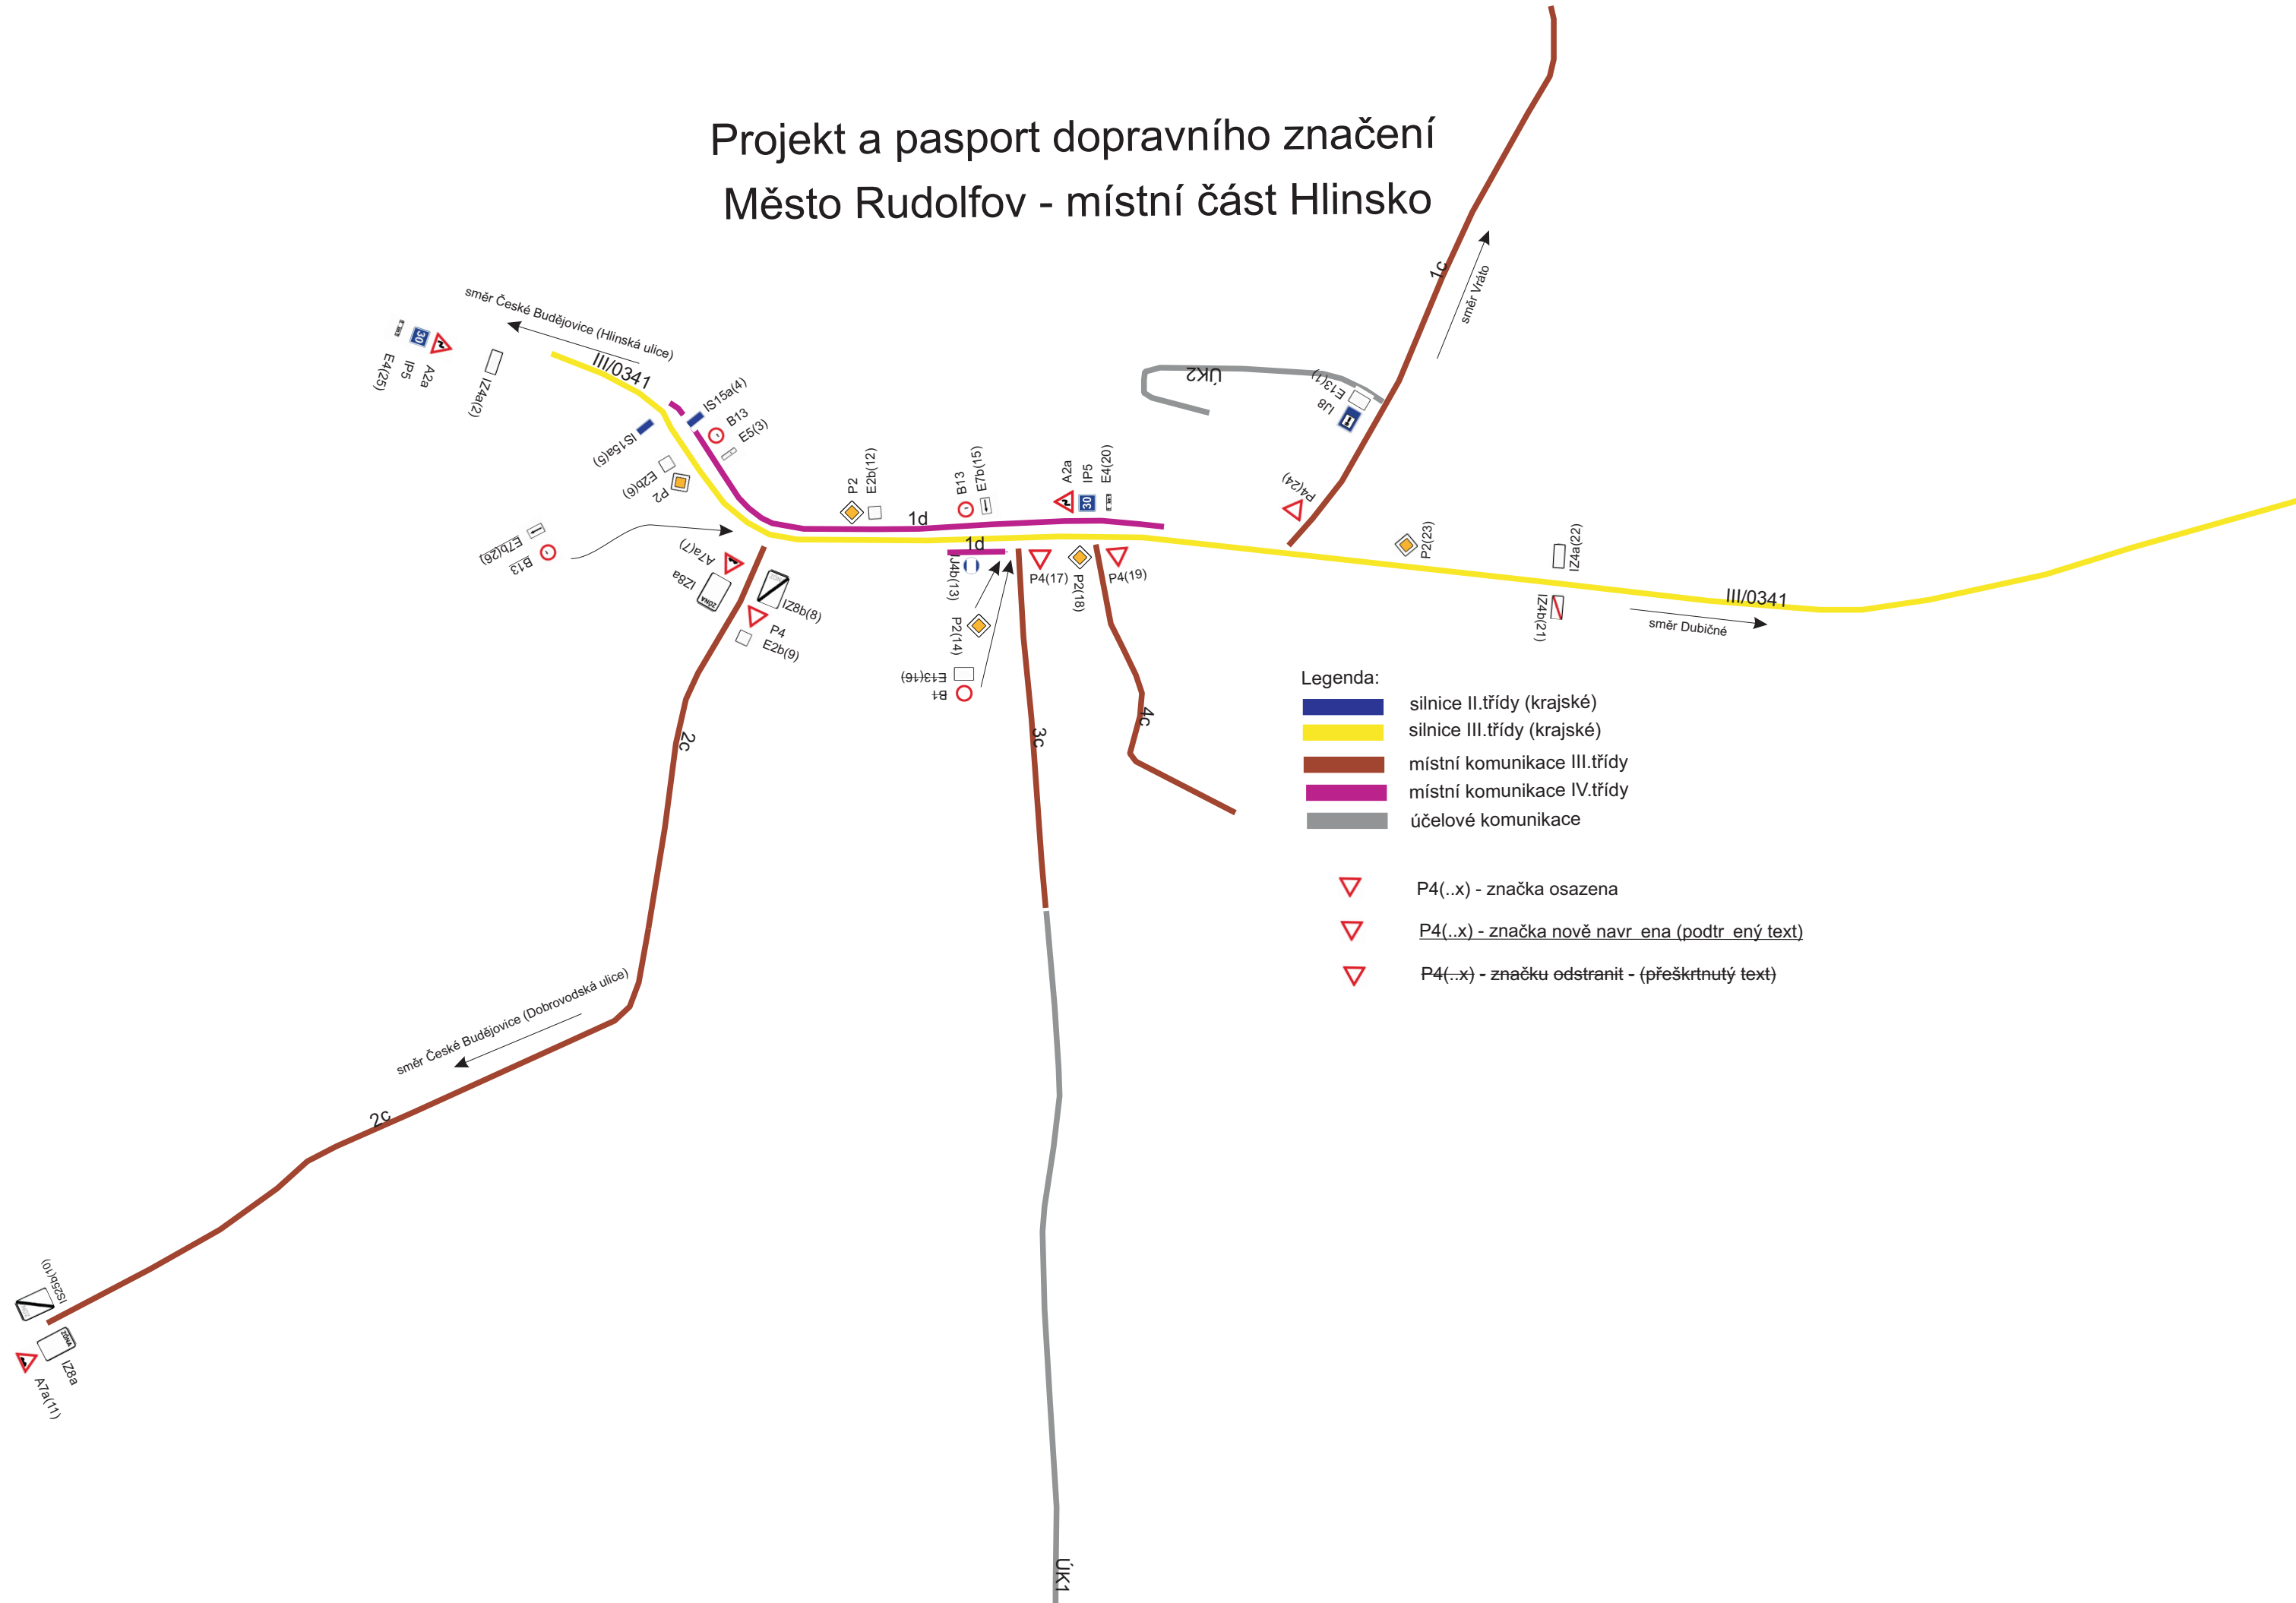 Projekt a pasport dopravního značení
Město Rudolfov - místní část Hlinsko
směr České Budějovice (Hlinská ulice)
III/0341
E4(25)
IP5
30
A2a
IZ4a(2)
IS15a(4)
B13
E5(3)
IS15a(5)
E2b(6)
P2
E7b(26)
B13
A7a(7)
IZ8a
ZÓNA
IZ8b(8)
P4
E2b(9)
P2
E2b(12)
1d
B13
E7b(15)
A2a
IP5
30
E4(20)
1d
IJ4b(13)
P4(17)
P2(18)
P4(19)
P2(14)
E13(16)
B1
ÚK2
E13(1)
IJ8
P4(24)
1c
směr Vráto
P2(23)
IZ4a(22)
IZ4b(21)
směr Dubičné
III/0341
2c
3c
4c
Legenda:
silnice II.třídy (krajské)
silnice III.třídy (krajské)
místní komunikace III.třídy
místní komunikace IV.třídy
účelové komunikace
P4(..x) - značka osazena
P4(..x) - značka nově navr ena (podtr ený text)
P4(..x) - značku odstranit - (přeškrtnutý text)
směr České Budějovice (Dobrovodská ulice)
2c
IS25b(10)
ZÓNA
IZ8a
A7a(11)
ÚK1